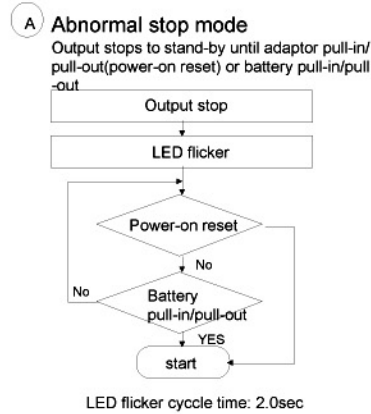 A Abnormal stop mode
Output stops to stand-by until adaptor pull-in/
pull-out(power-on reset) or battery pull-in/pull
-out
Output stop
LED flicker
Power-on reset
No
No
Battery
pull-in/pull-out
YES
start
LED flicker cyccle time: 2.0sec